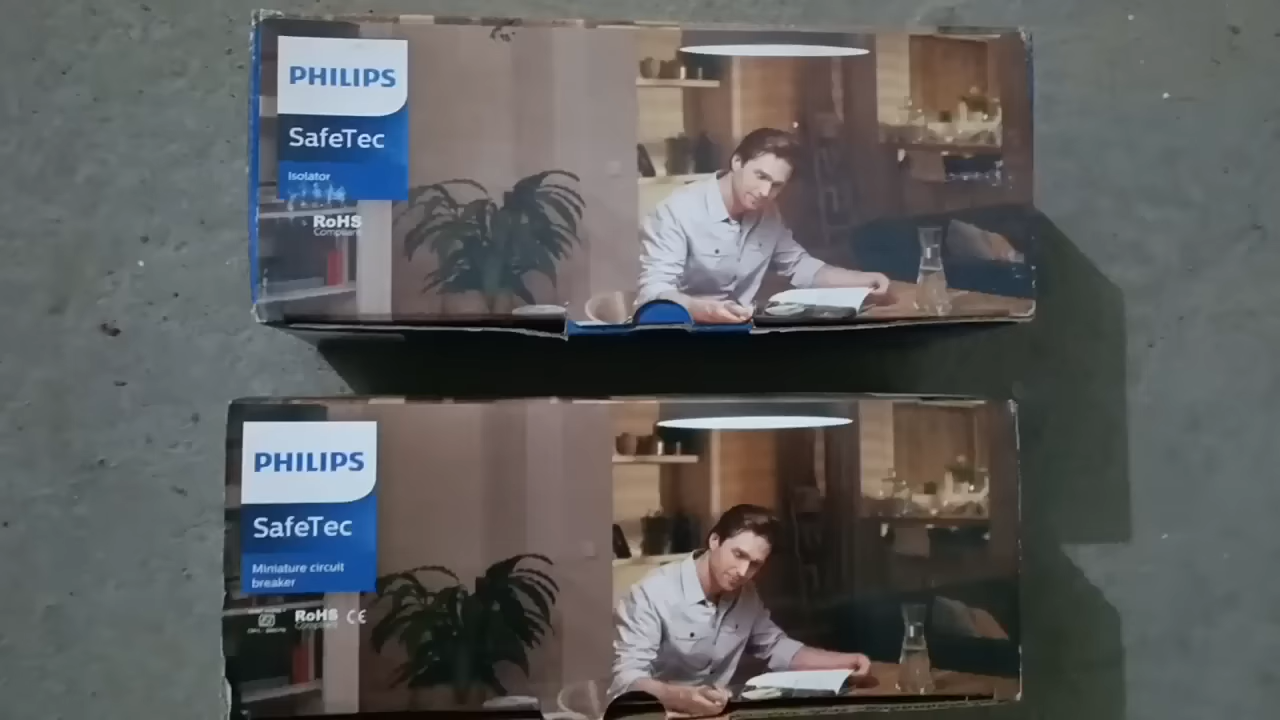 PHILIPS
SafeTec
Isolator
RoHS
Compliant
PHILIPS
SafeTec
Miniature circuit
breaker
RoHS CE
Compliant